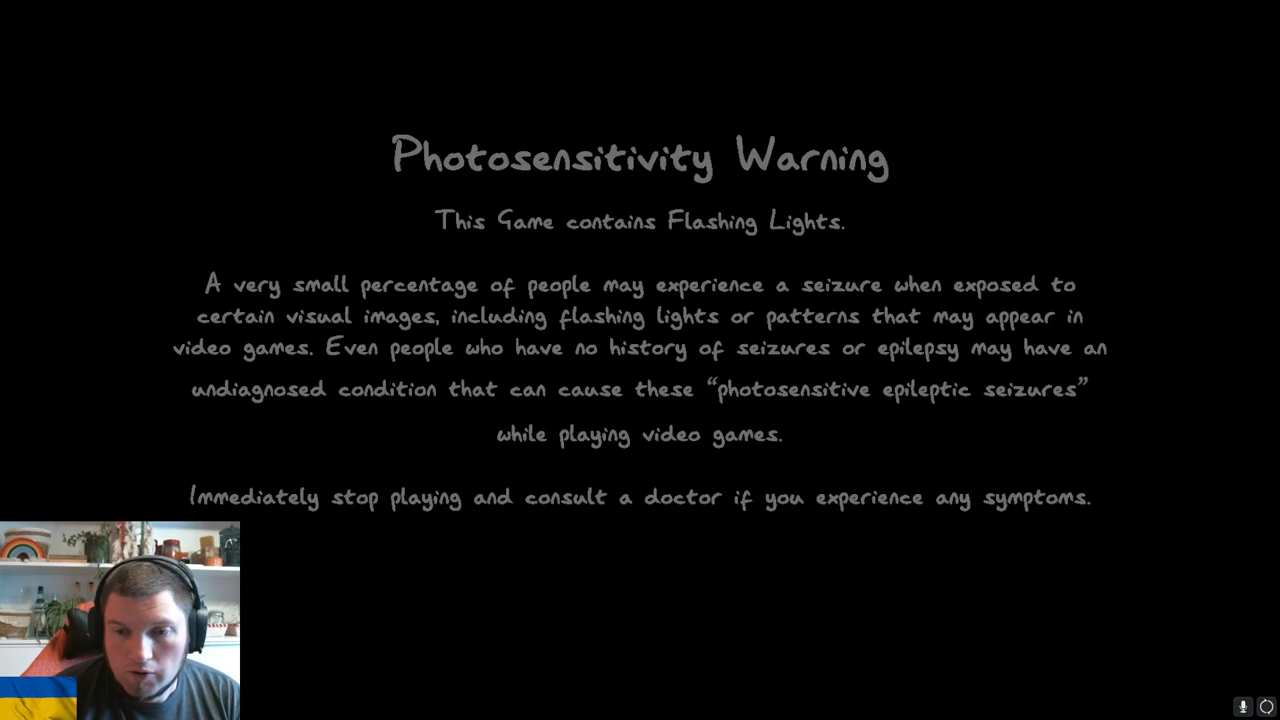 Photosensitivity Warning
This Game contains Flashing Lights.
A very small percentage of people may experience a seizure when exposed to
certain visual images, including flashing lights or patterns that may appear in
video games. Even people who have no history of seizures or epilepsy may have an
undiagnosed condition that can cause these “photosensitive epileptic seizures”
while playing video games.
Immediately stop playing and consult a doctor if you experience any symptoms.